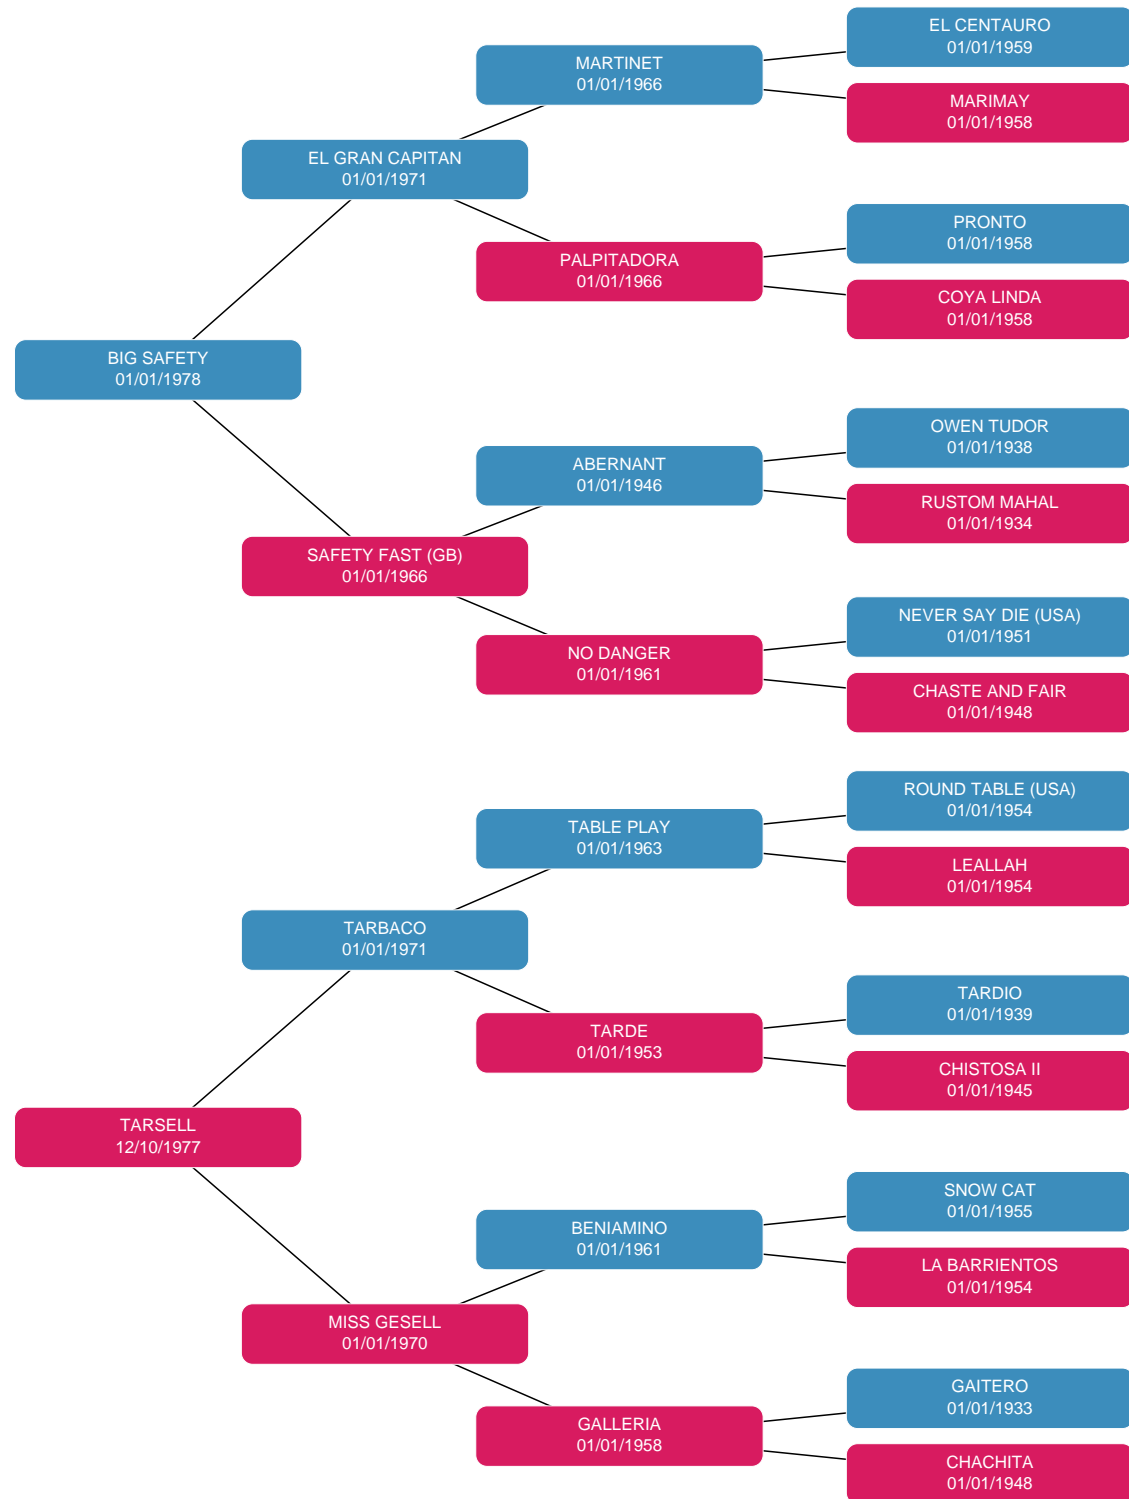 EL CENTAURO
01/01/1959
MARTINET
01/01/1966
MARIMAY
01/01/1958
EL GRAN CAPITAN
01/01/1971
PRONTO
01/01/1958
PALPITADORA
01/01/1966
COYA LINDA
01/01/1958
BIG SAFETY
01/01/1978
OWEN TUDOR
01/01/1938
ABERNANT
01/01/1946
RUSTOM MAHAL
01/01/1934
SAFETY FAST (GB)
01/01/1966
NEVER SAY DIE (USA)
01/01/1951
NO DANGER
01/01/1961
CHASTE AND FAIR
01/01/1948
ROUND TABLE (USA)
01/01/1954
TABLE PLAY
01/01/1963
LEALLAH
01/01/1954
TARBACO
01/01/1971
TARDIO
01/01/1939
TARDE
01/01/1953
CHISTOSA II
01/01/1945
TARSELL
12/10/1977
SNOW CAT
01/01/1955
BENIAMINO
01/01/1961
LA BARRIENTOS
01/01/1954
MISS GESELL
01/01/1970
GAITERO
01/01/1933
GALLERIA
01/01/1958
CHACHITA
01/01/1948